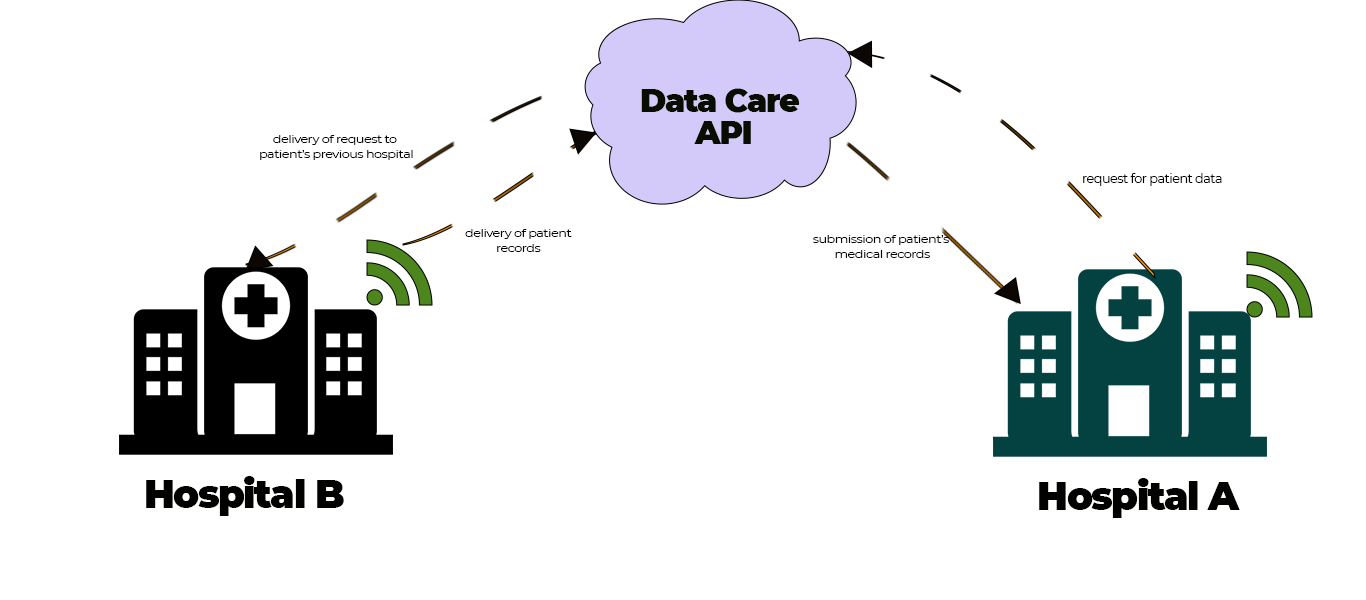 Data Care
API
delivery of request to
patient's previous hospital
request for patient data
delivery of patient
records
submission of patient's
medical records
Hospital B
Hospital A